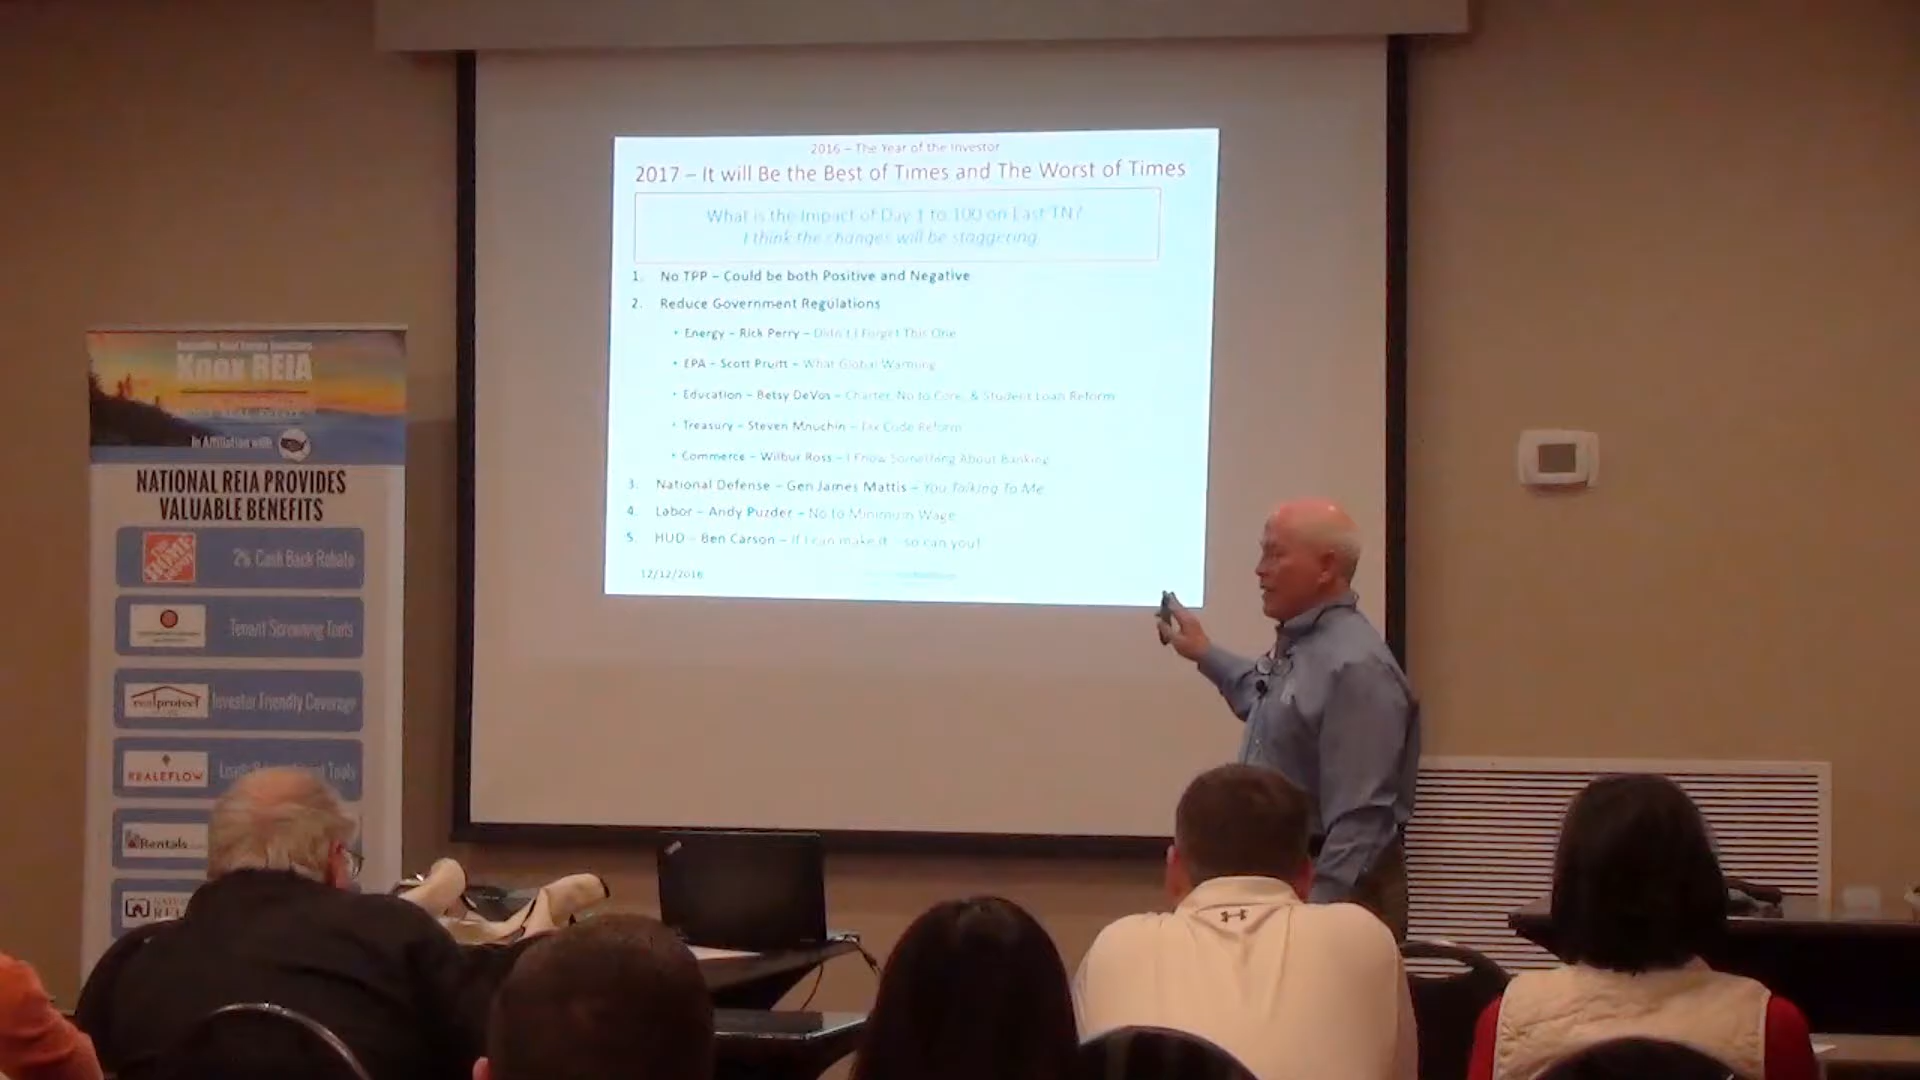 2016 – The Year of the Investor
2017 – It will Be the Best of Times and The Worst of Times
What is the Impact of Day 1 to 100 on East TN?
I think the changes will be staggering
1. No TPP – Could be both Positive and Negative
2. Reduce Government Regulations
• Energy – Rick Perry – Didn't I Forget This One
• EPA – Scott Pruitt – What Global Warming
• Education – Betsy DeVos – Charter, No to Core, & Student Loan Reform
• Treasury – Steven Mnuchin – Tax Code Reform
• Commerce – Wilbur Ross – I Know Something About Banking
3. National Defense – Gen James Mattis – You Talking To Me
4. Labor – Andy Puzder – No to Minimum Wage
5. HUD – Ben Carson – If I can make it – so can you!
12/12/2016
Knox REIA
In Affiliation with
NATIONAL REIA PROVIDES
VALUABLE BENEFITS
THE HOME DEPOT
2% Cash Back Rebate
Tenant Screening Tools
realprotect
Investor Friendly Coverage
REALEFLOW
Tools
Rentals